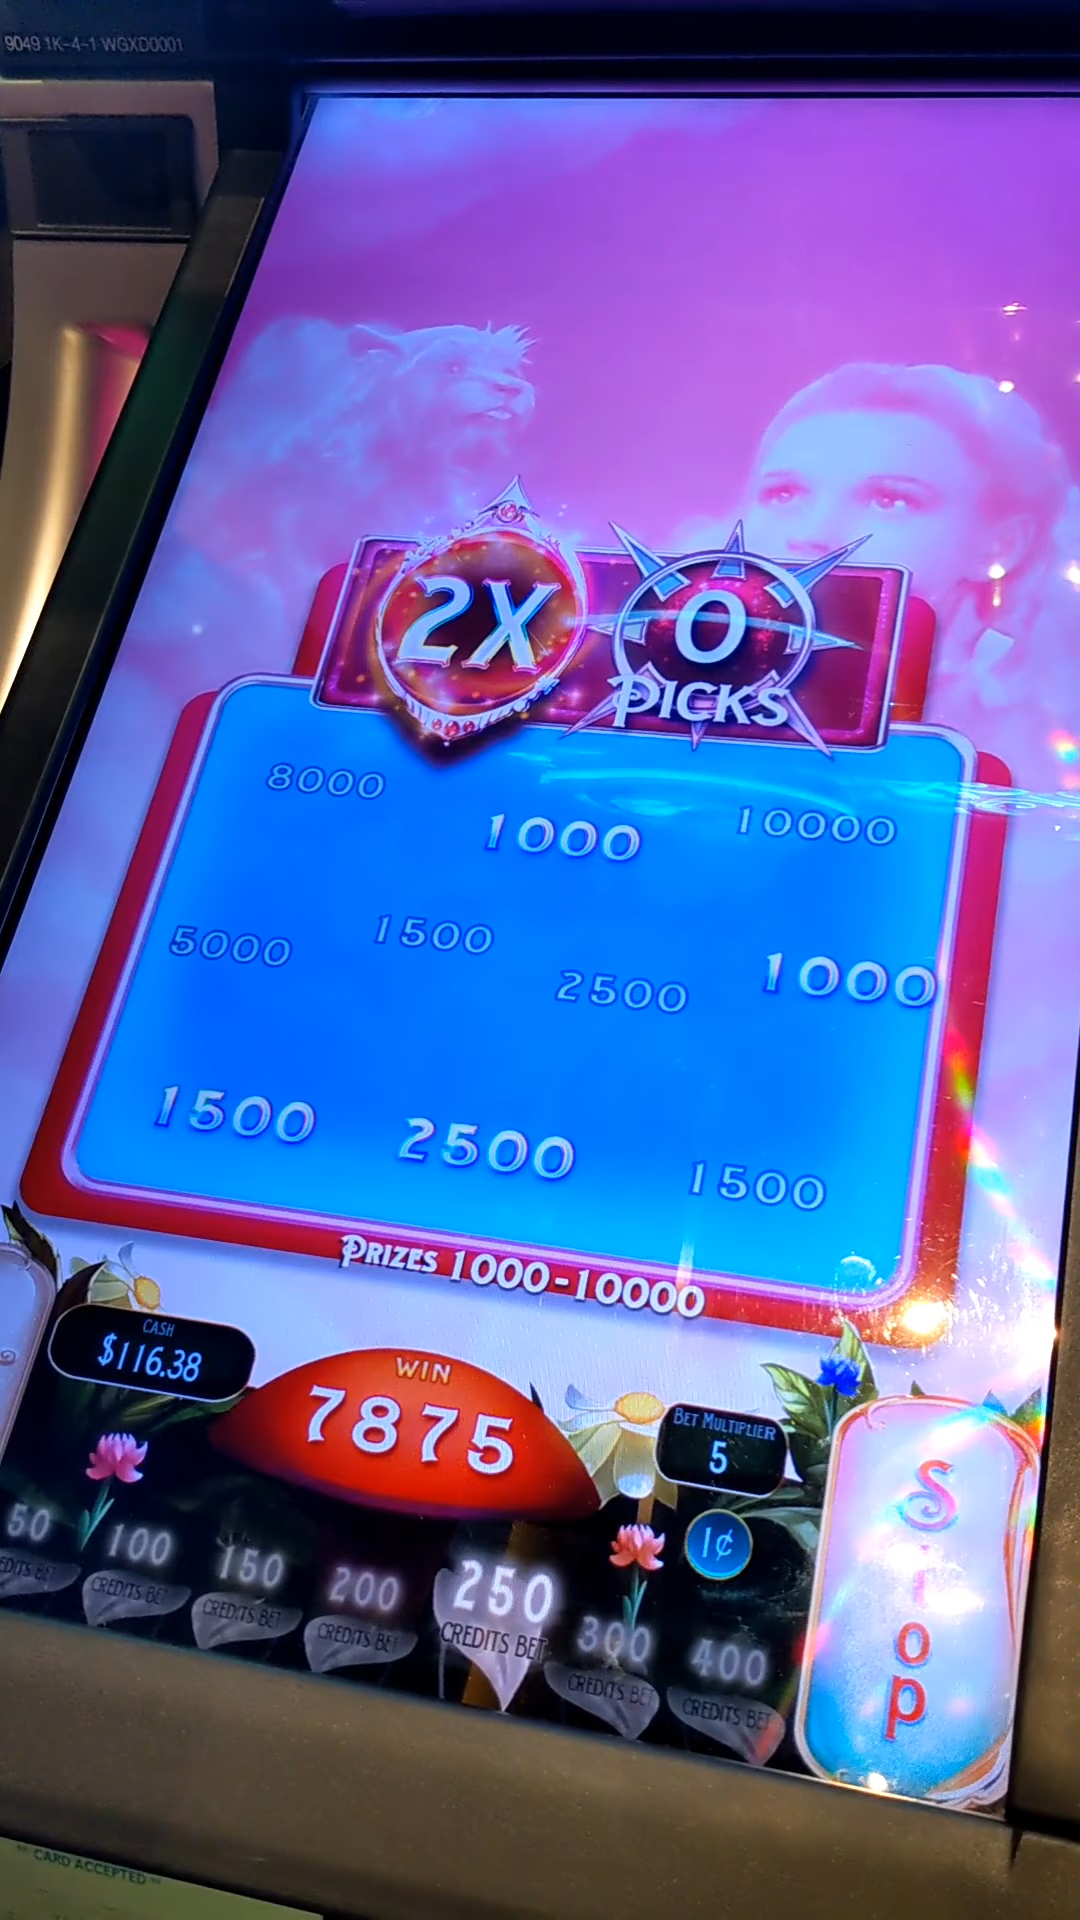 9049 1K-4-1 WGXD0001
2X
0
PICKS
8000
1000
10000
5000
1500
2500
1000
1500
2500
1500
PRIZES 1000-10000
CASH
$116.38
WIN
7875
BET MULTIPLIER
5
1¢
50
CREDITS BET
100
CREDITS BET
150
CREDITS BET
200
CREDITS BET
250
CREDITS BET
300
CREDITS BET
400
CREDITS BET
Stop
CARD ACCEPTED